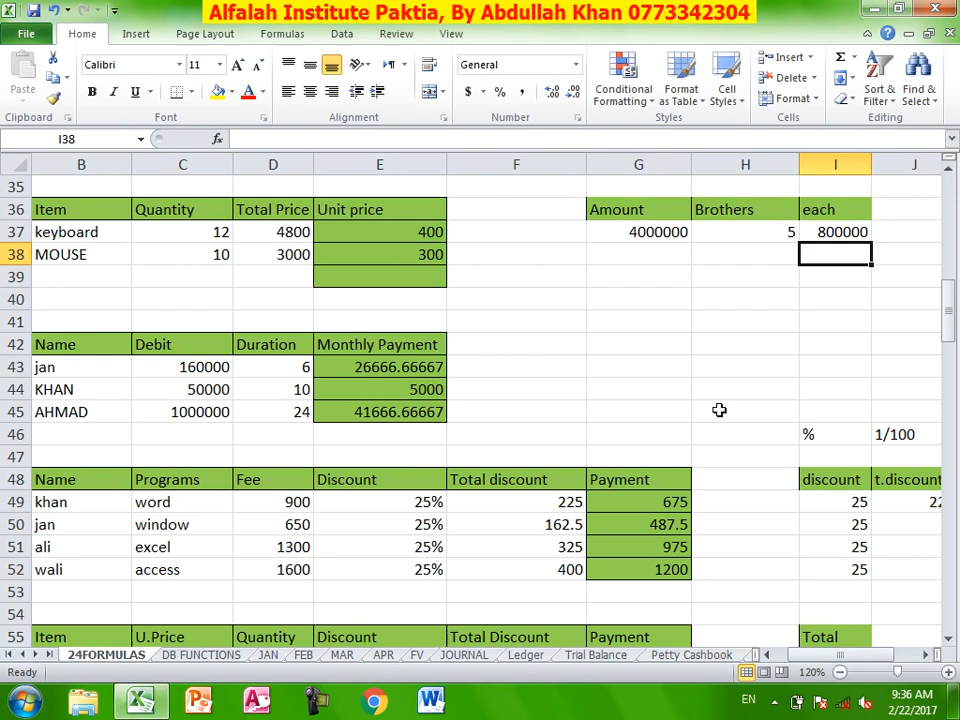 Alfalah Institute Paktia, By Abdullah Khan 0773342304
File Home Insert Page Layout Formulas Data Review View
Paste Calibri 11 General Conditional Formatting Format as Table Cell Styles Insert Delete Format Sort & Filter Find & Select
Clipboard Font Alignment Number Styles Cells Editing
I38 fx
B C D E F G H I J
35
36 Item Quantity Total Price Unit price Amount Brothers each
37 keyboard 12 4800 400 4000000 5 800000
38 MOUSE 10 3000 300
39
40
41
42 Name Debit Duration Monthly Payment
43 jan 160000 6 26666.66667
44 KHAN 50000 10 5000
45 AHMAD 1000000 24 41666.66667
46 % 1/100
47
48 Name Programs Fee Discount Total discount Payment discount t.discount
49 khan word 900 25% 225 675 25 22
50 jan window 650 25% 162.5 487.5 25
51 ali excel 1300 25% 325 975 25
52 wali access 1600 25% 400 1200 25
53
54
55 Item U.Price Quantity Discount Total Discount Payment Total
24FORMULAS DB FUNCTIONS JAN FEB MAR APR FV JOURNAL Ledger Trial Balance Petty Cashbook
Ready 120%
EN 9:36 AM
2/22/2017